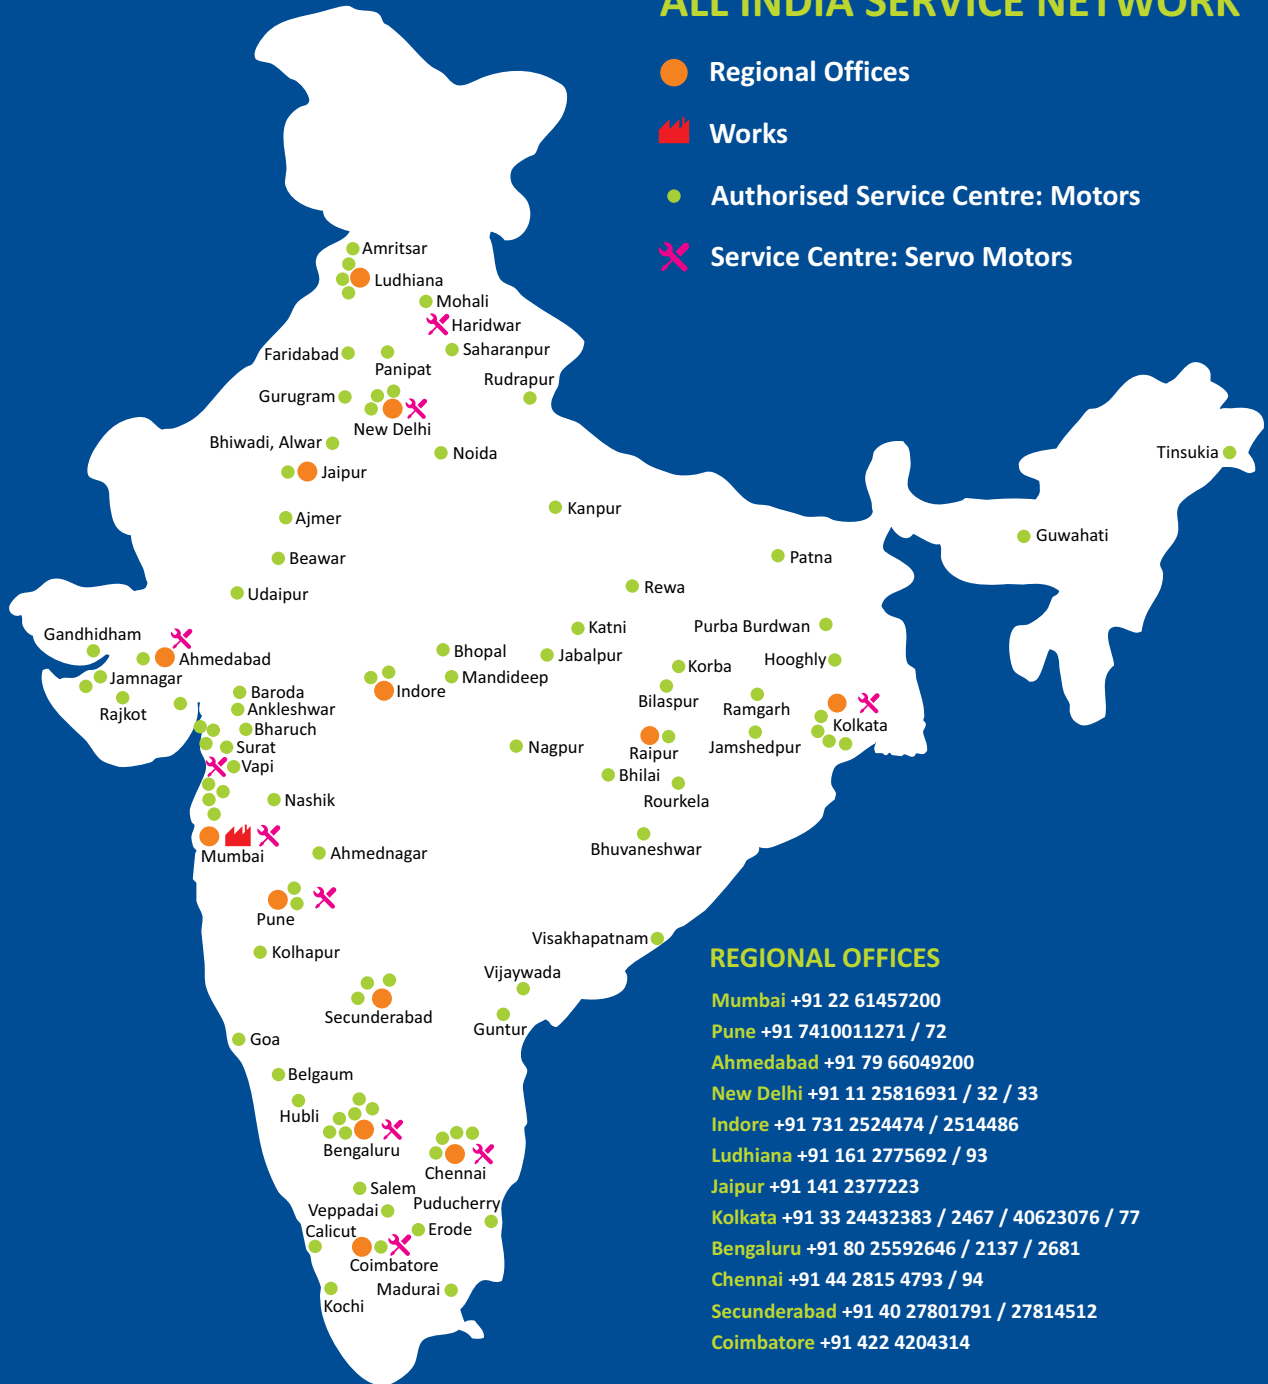 ALL INDIA SERVICE NETWORK
Regional Offices
Works
Authorised Service Centre: Motors
Service Centre: Servo Motors
Amritsar
Ludhiana
Mohali
Haridwar
Faridabad
Panipat
Saharanpur
Rudrapur
Gurugram
New Delhi
Bhiwadi, Alwar
Noida
Jaipur
Tinsukia
Kanpur
Ajmer
Guwahati
Beawar
Patna
Rewa
Udaipur
Gandhidham
Katni
Purba Burdwan
Ahmedabad
Bhopal
Jabalpur
Korba
Hooghly
Jamnagar
Mandideep
Baroda
Indore
Bilaspur
Ramgarh
Rajkot
Ankleshwar
Bharuch
Kolkata
Surat
Nagpur
Raipur
Jamshedpur
Vapi
Bhilai
Nashik
Rourkela
Mumbai
Ahmednagar
Bhuvaneshwar
Pune
Visakhapatnam
Kolhapur
Vijaywada
Secunderabad
Guntur
Goa
Belgaum
Hubli
Bengaluru
Chennai
Salem
Puducherry
Veppadai
Calicut
Erode
Coimbatore
Madurai
Kochi
REGIONAL OFFICES
Mumbai +91 22 61457200
Pune +91 7410011271 / 72
Ahmedabad +91 79 66049200
New Delhi +91 11 25816931 / 32 / 33
Indore +91 731 2524474 / 2514486
Ludhiana +91 161 2775692 / 93
Jaipur +91 141 2377223
Kolkata +91 33 24432383 / 2467 / 40623076 / 77
Bengaluru +91 80 25592646 / 2137 / 2681
Chennai +91 44 2815 4793 / 94
Secunderabad +91 40 27801791 / 27814512
Coimbatore +91 422 4204314